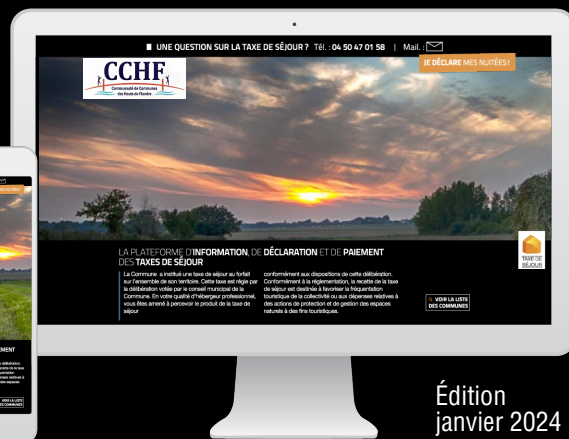 UNE QUESTION SUR LA TAXE DE SÉJOUR ? Tél. : 04 50 47 01 58 | Mail. :
JE DÉCLARE MES NUITÉES !
CCHF
Communauté de Communes
des Hauts de Flandre
LA PLATEFORME D'INFORMATION, DE DÉCLARATION ET DE PAIEMENT
DES TAXES DE SÉJOUR
La Commune a institué une taxe de séjour au forfait
sur l'ensemble de son territoire. Cette taxe est régie par
la délibération votée par le conseil municipal de la
Commune. En votre qualité d'hébergeur professionnel,
vous êtes amené à percevoir le produit de la taxe de
séjour
conformément aux dispositions de cette délibération.
Conformément à la réglementation, la recette de la taxe
de séjour est destinée à favoriser la fréquentation
touristique de la collectivité ou aux dépenses relatives à
des actions de protection et de gestion des espaces
naturels à des fins touristiques.
TAXE DE
SÉJOUR
VOIR LA LISTE
DES COMMUNES
VOIR LA LISTE
DES COMMUNES
Édition
janvier 2024